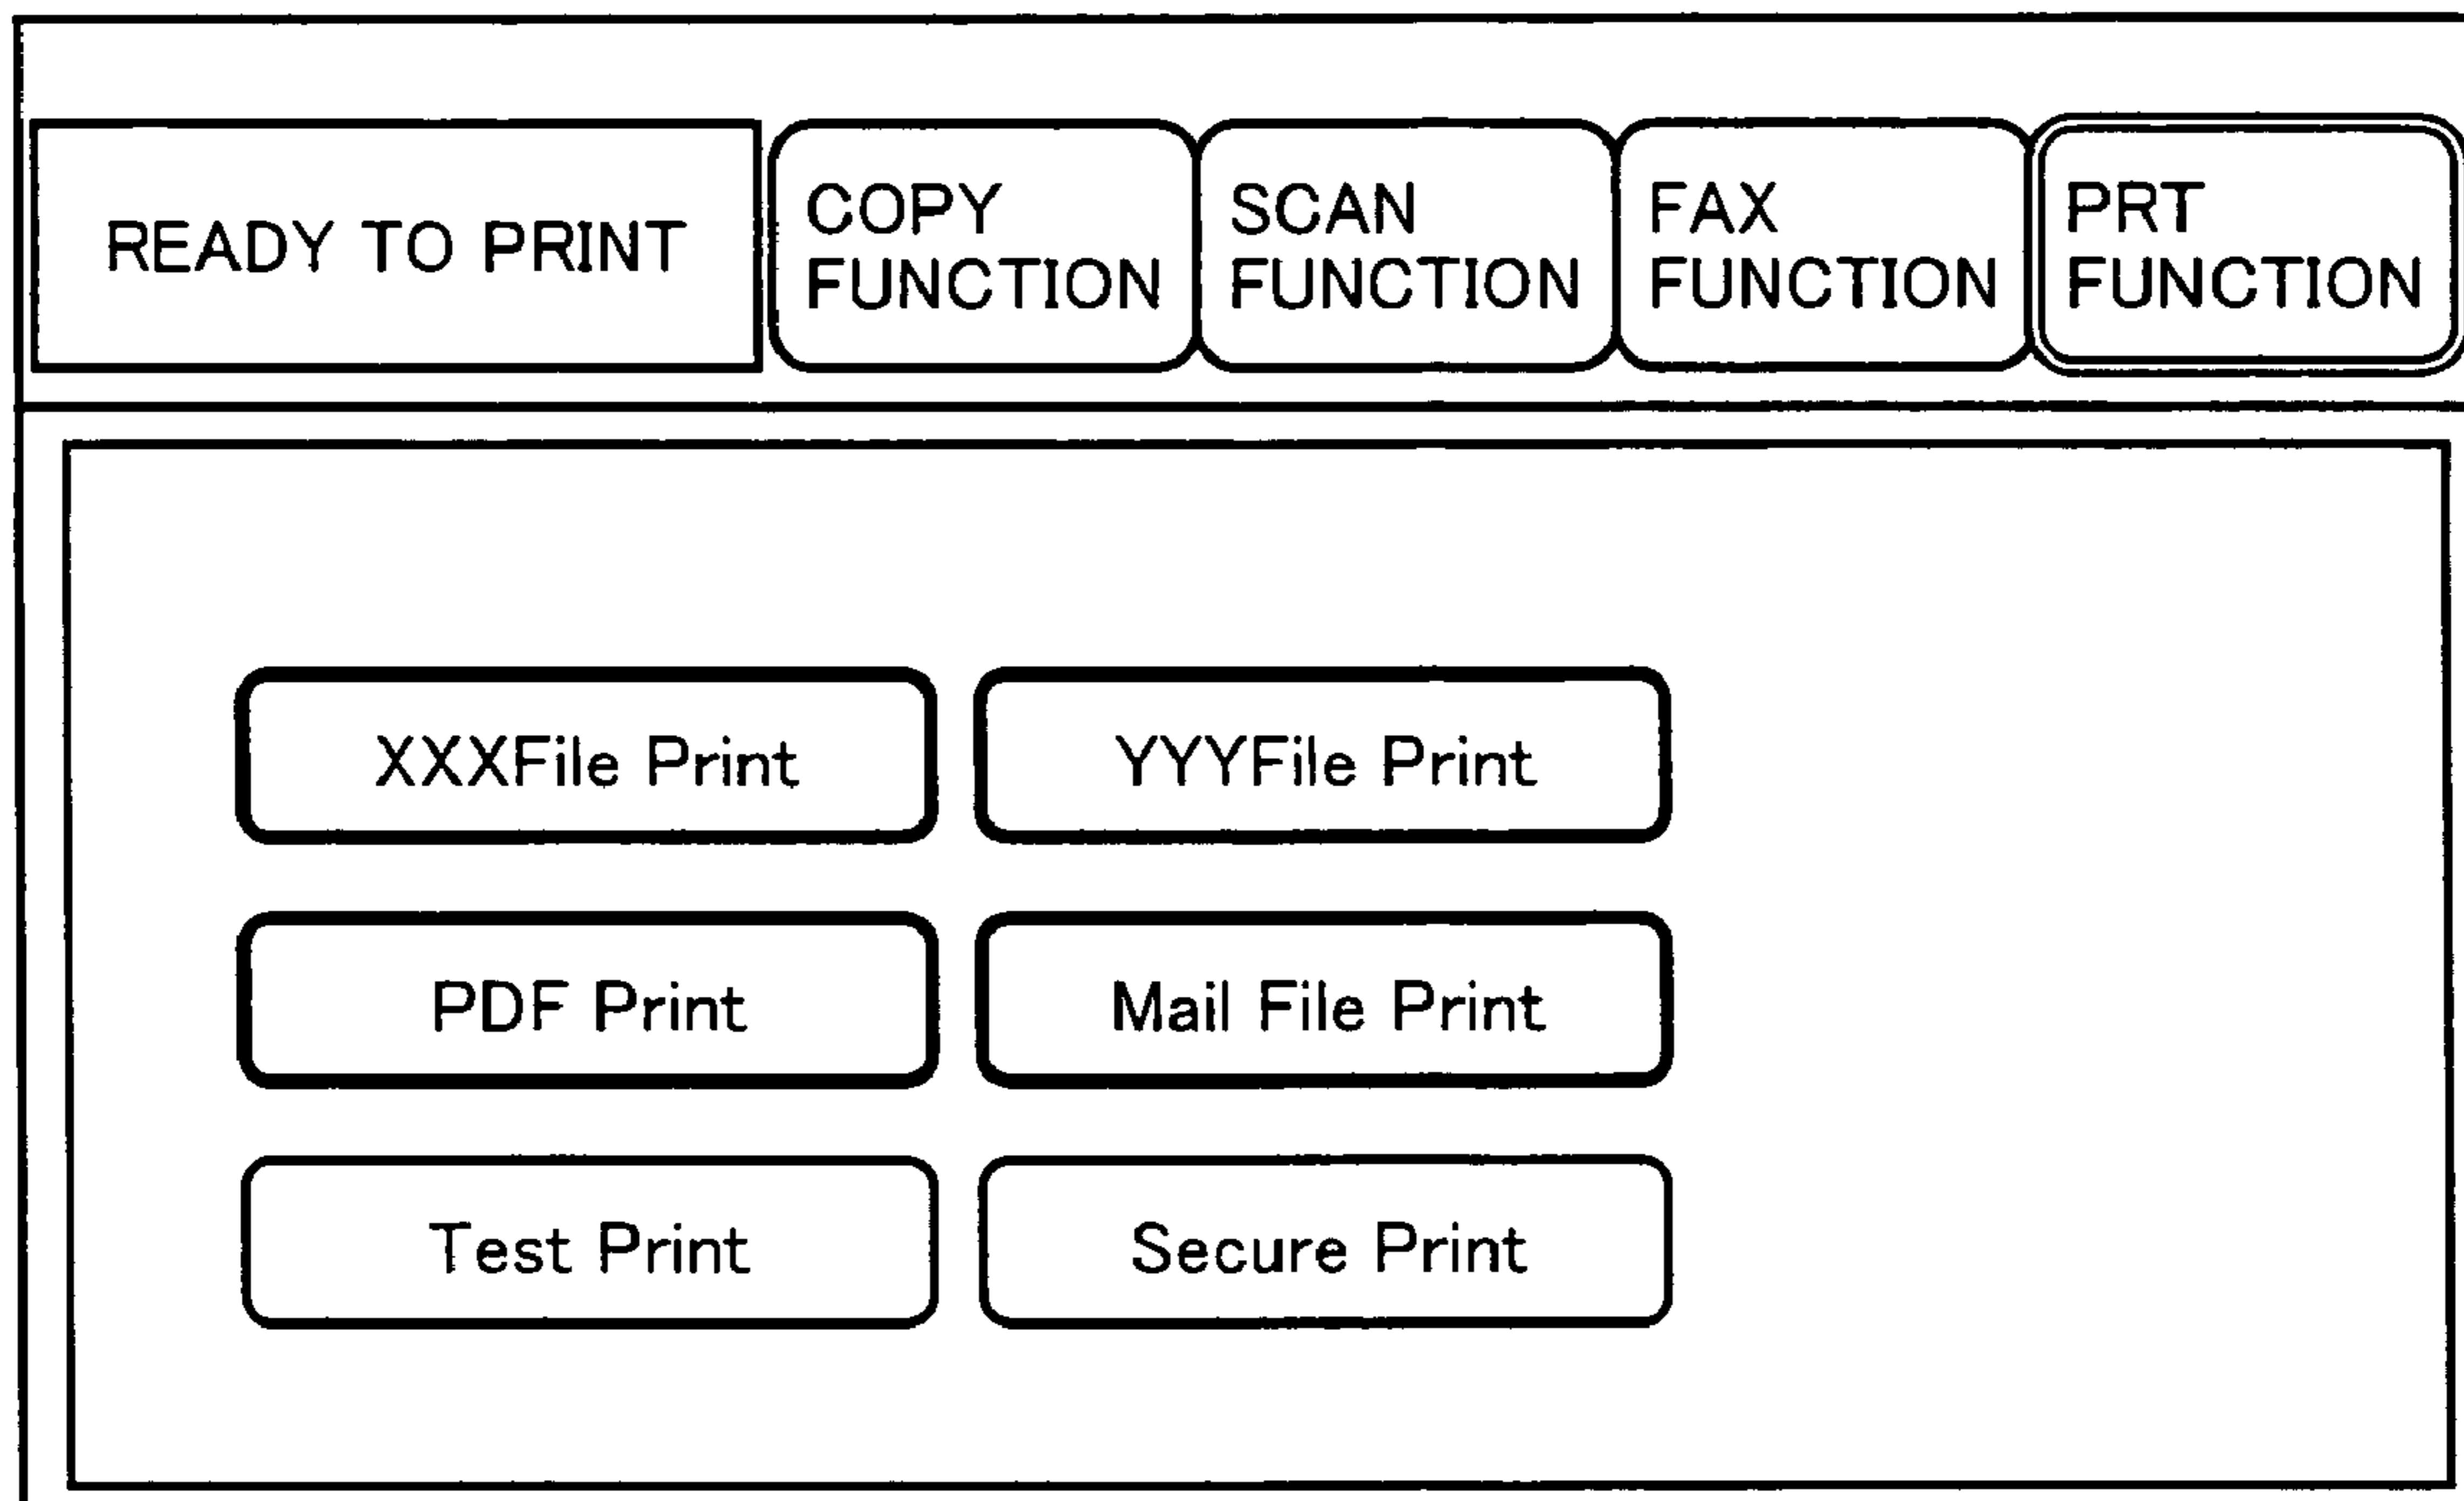 READY TO PRINT
COPY
FUNCTION
SCAN
FUNCTION
FAX
FUNCTION
PRT
FUNCTION
XXXFile Print
YYYFile Print
PDF Print
Mail File Print
Test Print
Secure Print